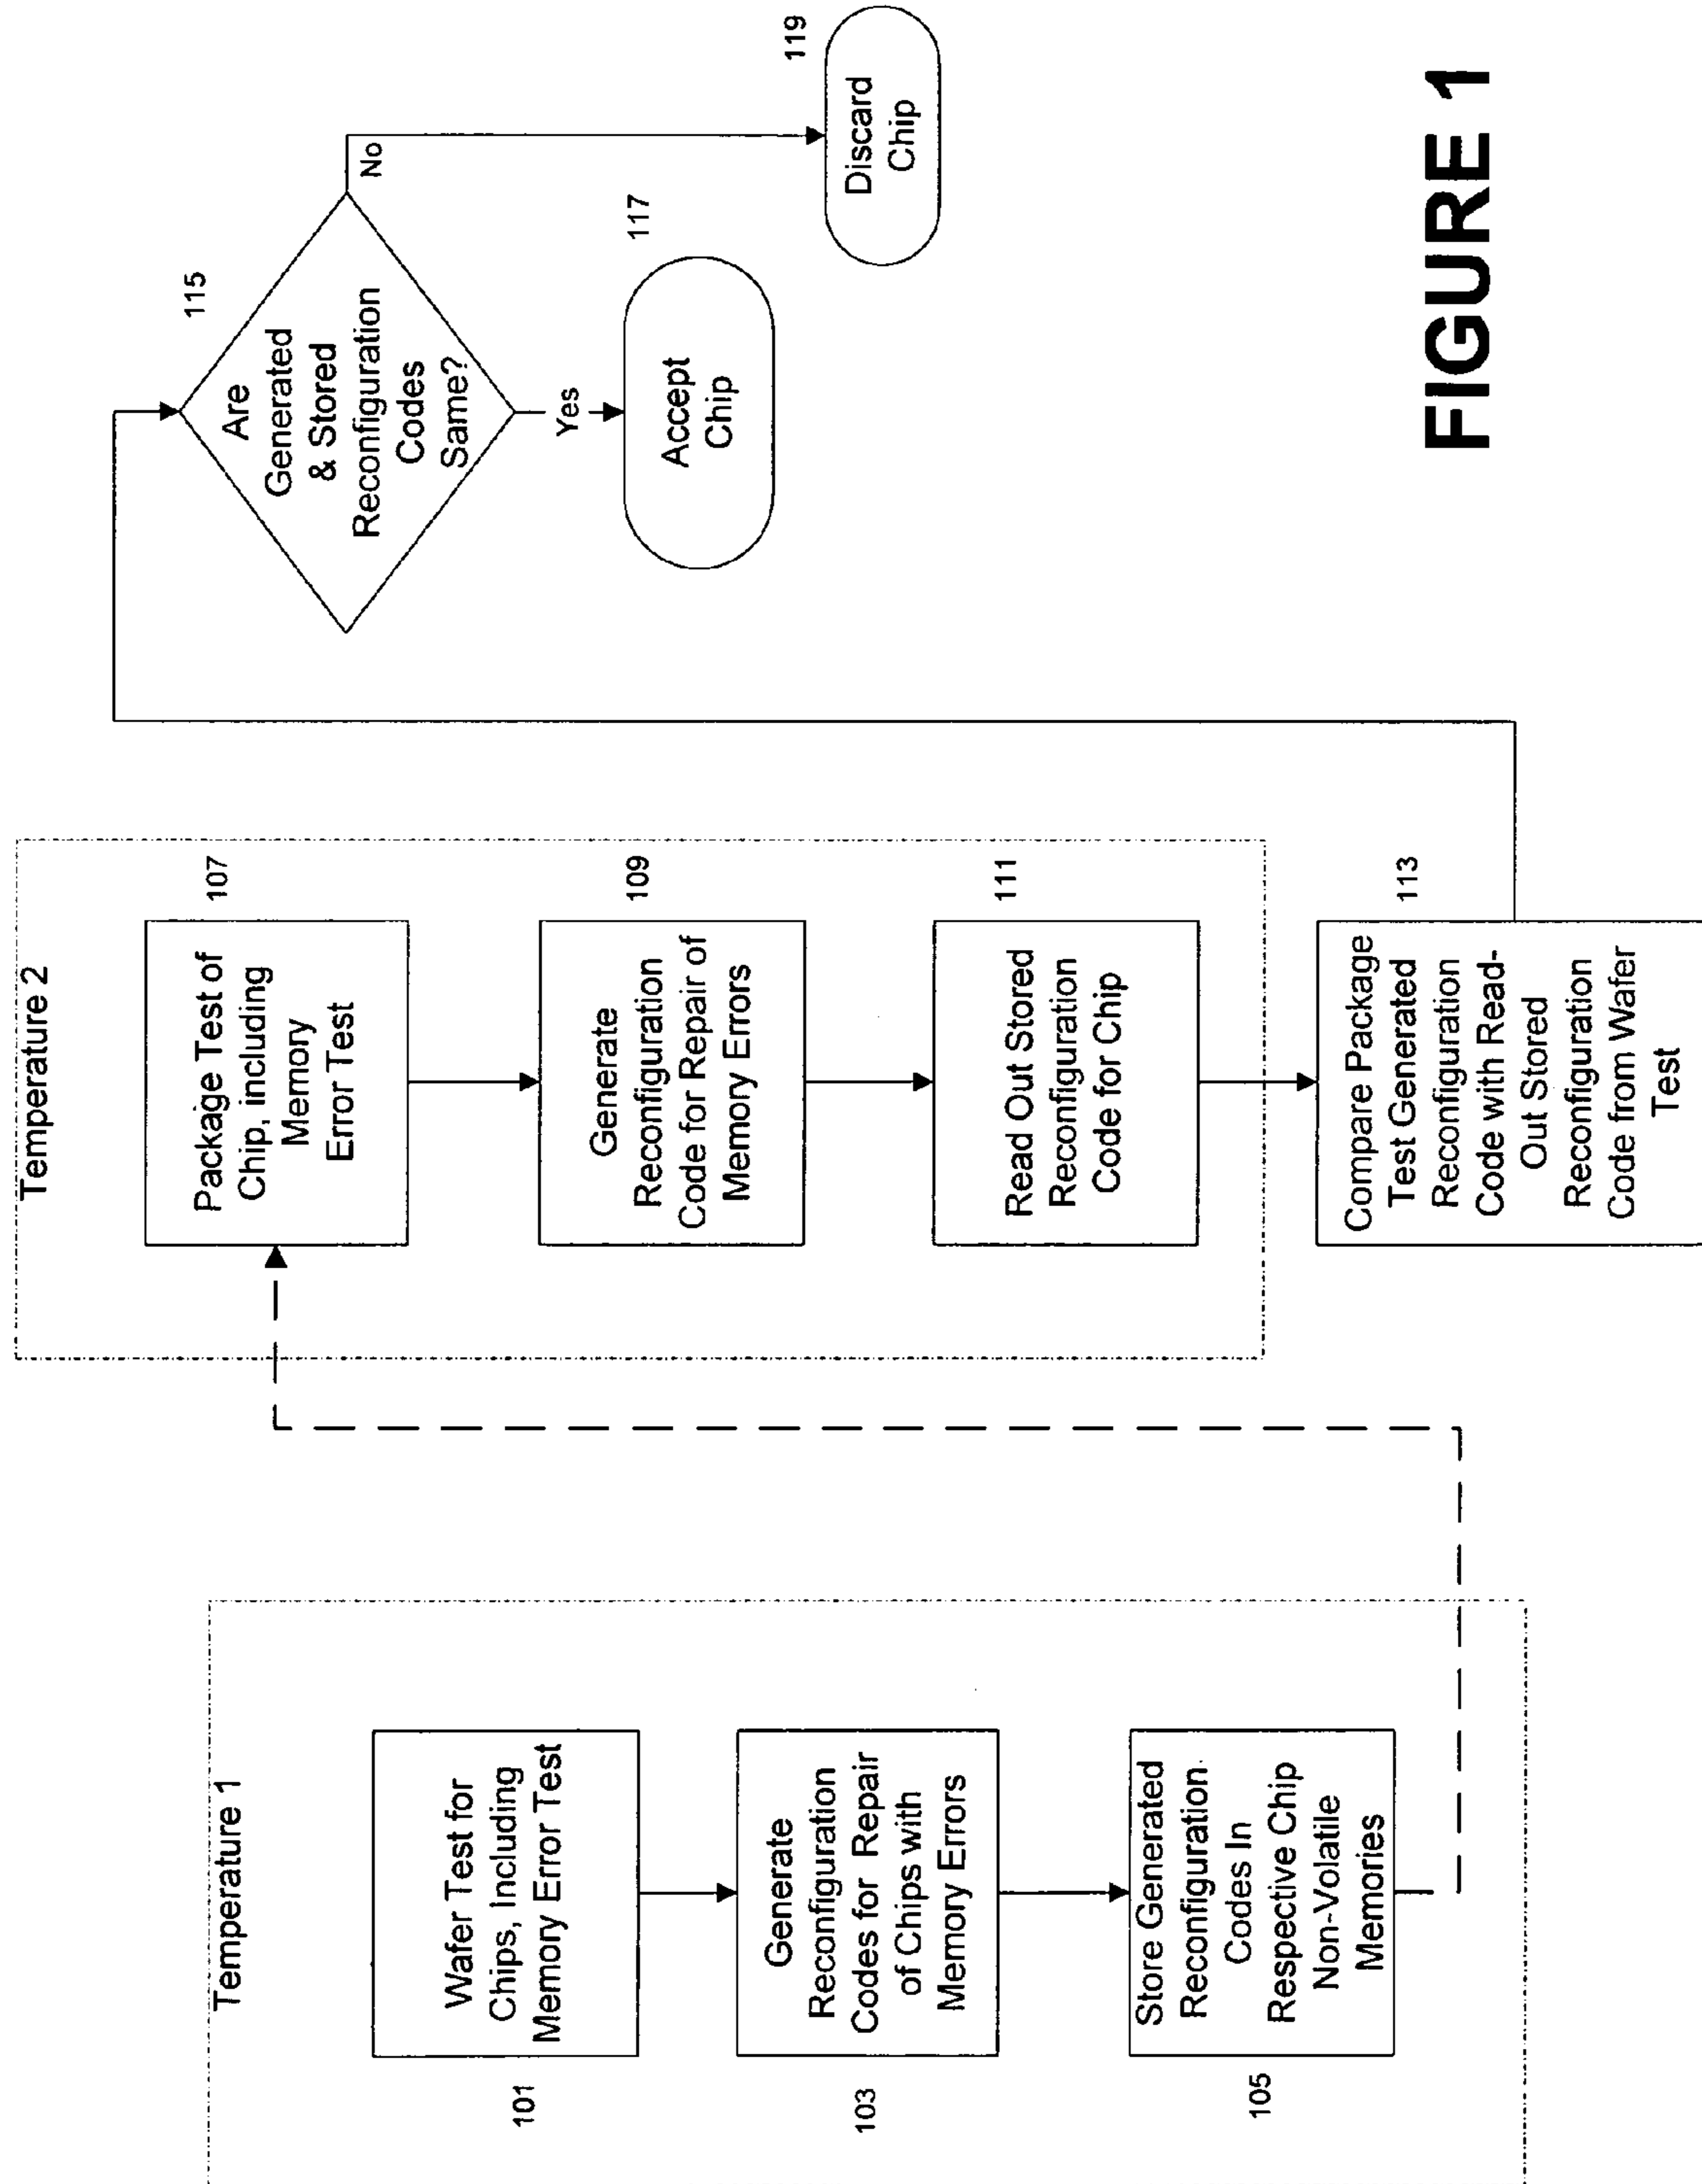 Temperature 1
Wafer Test for
Chips, Including
Memory Error Test
101
Generate
Reconfiguration
Codes for Repair
of Chips with
Memory Errors
103
Store Generated
Reconfiguration
Codes In
Respective Chip
Non-Volatile
Memories
105
Temperature 2
Package Test of
Chip, including
Memory
Error Test
107
Generate
Reconfiguration
Code for Repair of
Memory Errors
109
Read Out Stored
Reconfiguration
Code for Chip
111
Compare Package
Test Generated
Reconfiguration
Code with Read-
Out Stored
Reconfiguration
Code from Wafer
Test
113
Are
Generated
& Stored
Reconfiguration
Codes
Same?
115
No
Yes
Accept
Chip
117
Discard
Chip
119
FIGURE 1